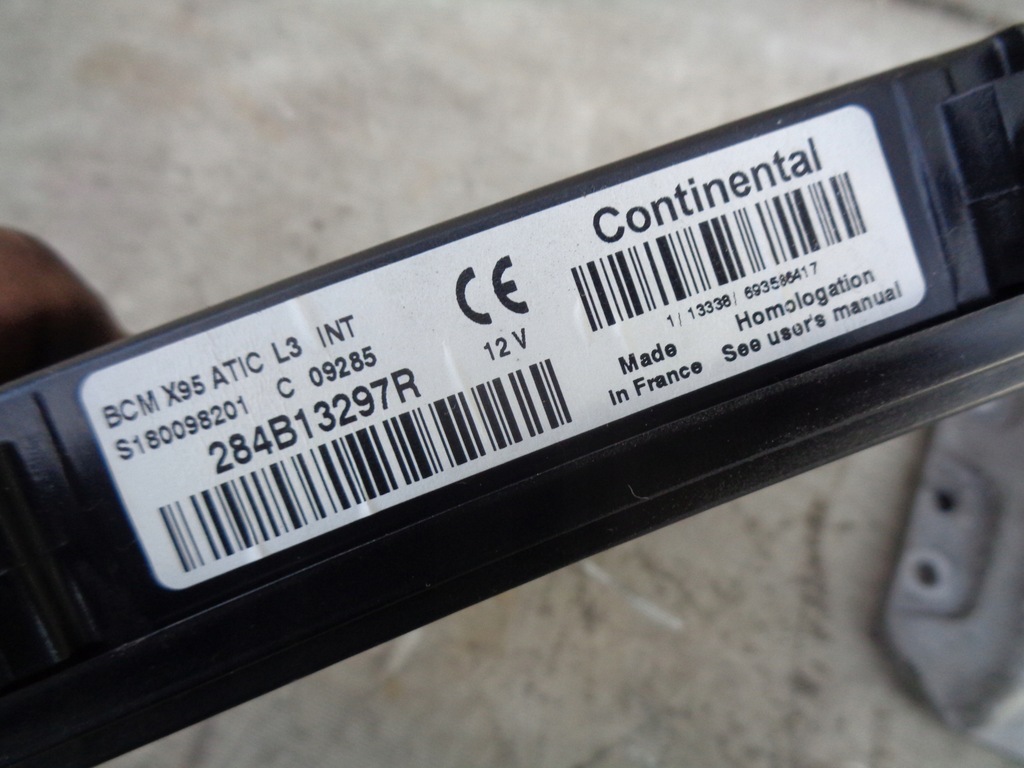 BCM X95 ATIC L3 INT
S180098201 C 09285
284B13297R
CE
12 V
Continental
1/ 13338/ 693586417
Made
In France
Homologation
See user's manual